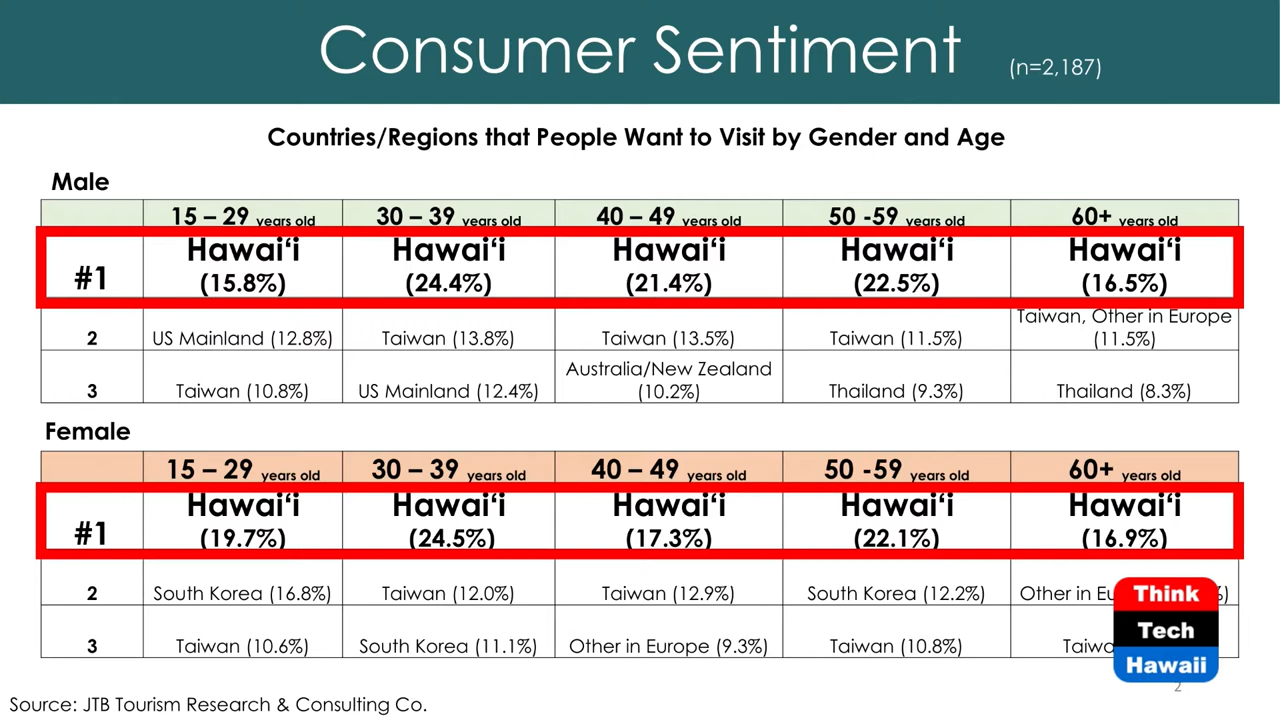 Consumer Sentiment (n=2,187)
Countries/Regions that People Want to Visit by Gender and Age
Male
15 – 29 years old 30 – 39 years old 40 – 49 years old 50 -59 years old 60+ years old
#1 Hawai‘i (15.8%) Hawai‘i (24.4%) Hawai‘i (21.4%) Hawai‘i (22.5%) Hawai‘i (16.5%)
2 US Mainland (12.8%) Taiwan (13.8%) Taiwan (13.5%) Taiwan (11.5%) Taiwan, Other in Europe (11.5%)
3 Taiwan (10.8%) US Mainland (12.4%) Australia/New Zealand (10.2%) Thailand (9.3%) Thailand (8.3%)
Female
15 – 29 years old 30 – 39 years old 40 – 49 years old 50 -59 years old 60+ years old
#1 Hawai‘i (19.7%) Hawai‘i (24.5%) Hawai‘i (17.3%) Hawai‘i (22.1%) Hawai‘i (16.9%)
2 South Korea (16.8%) Taiwan (12.0%) Taiwan (12.9%) South Korea (12.2%) Other in
3 Taiwan (10.6%) South Korea (11.1%) Other in Europe (9.3%) Taiwan (10.8%)
Think
Tech
Hawaii
2
Source: JTB Tourism Research & Consulting Co.